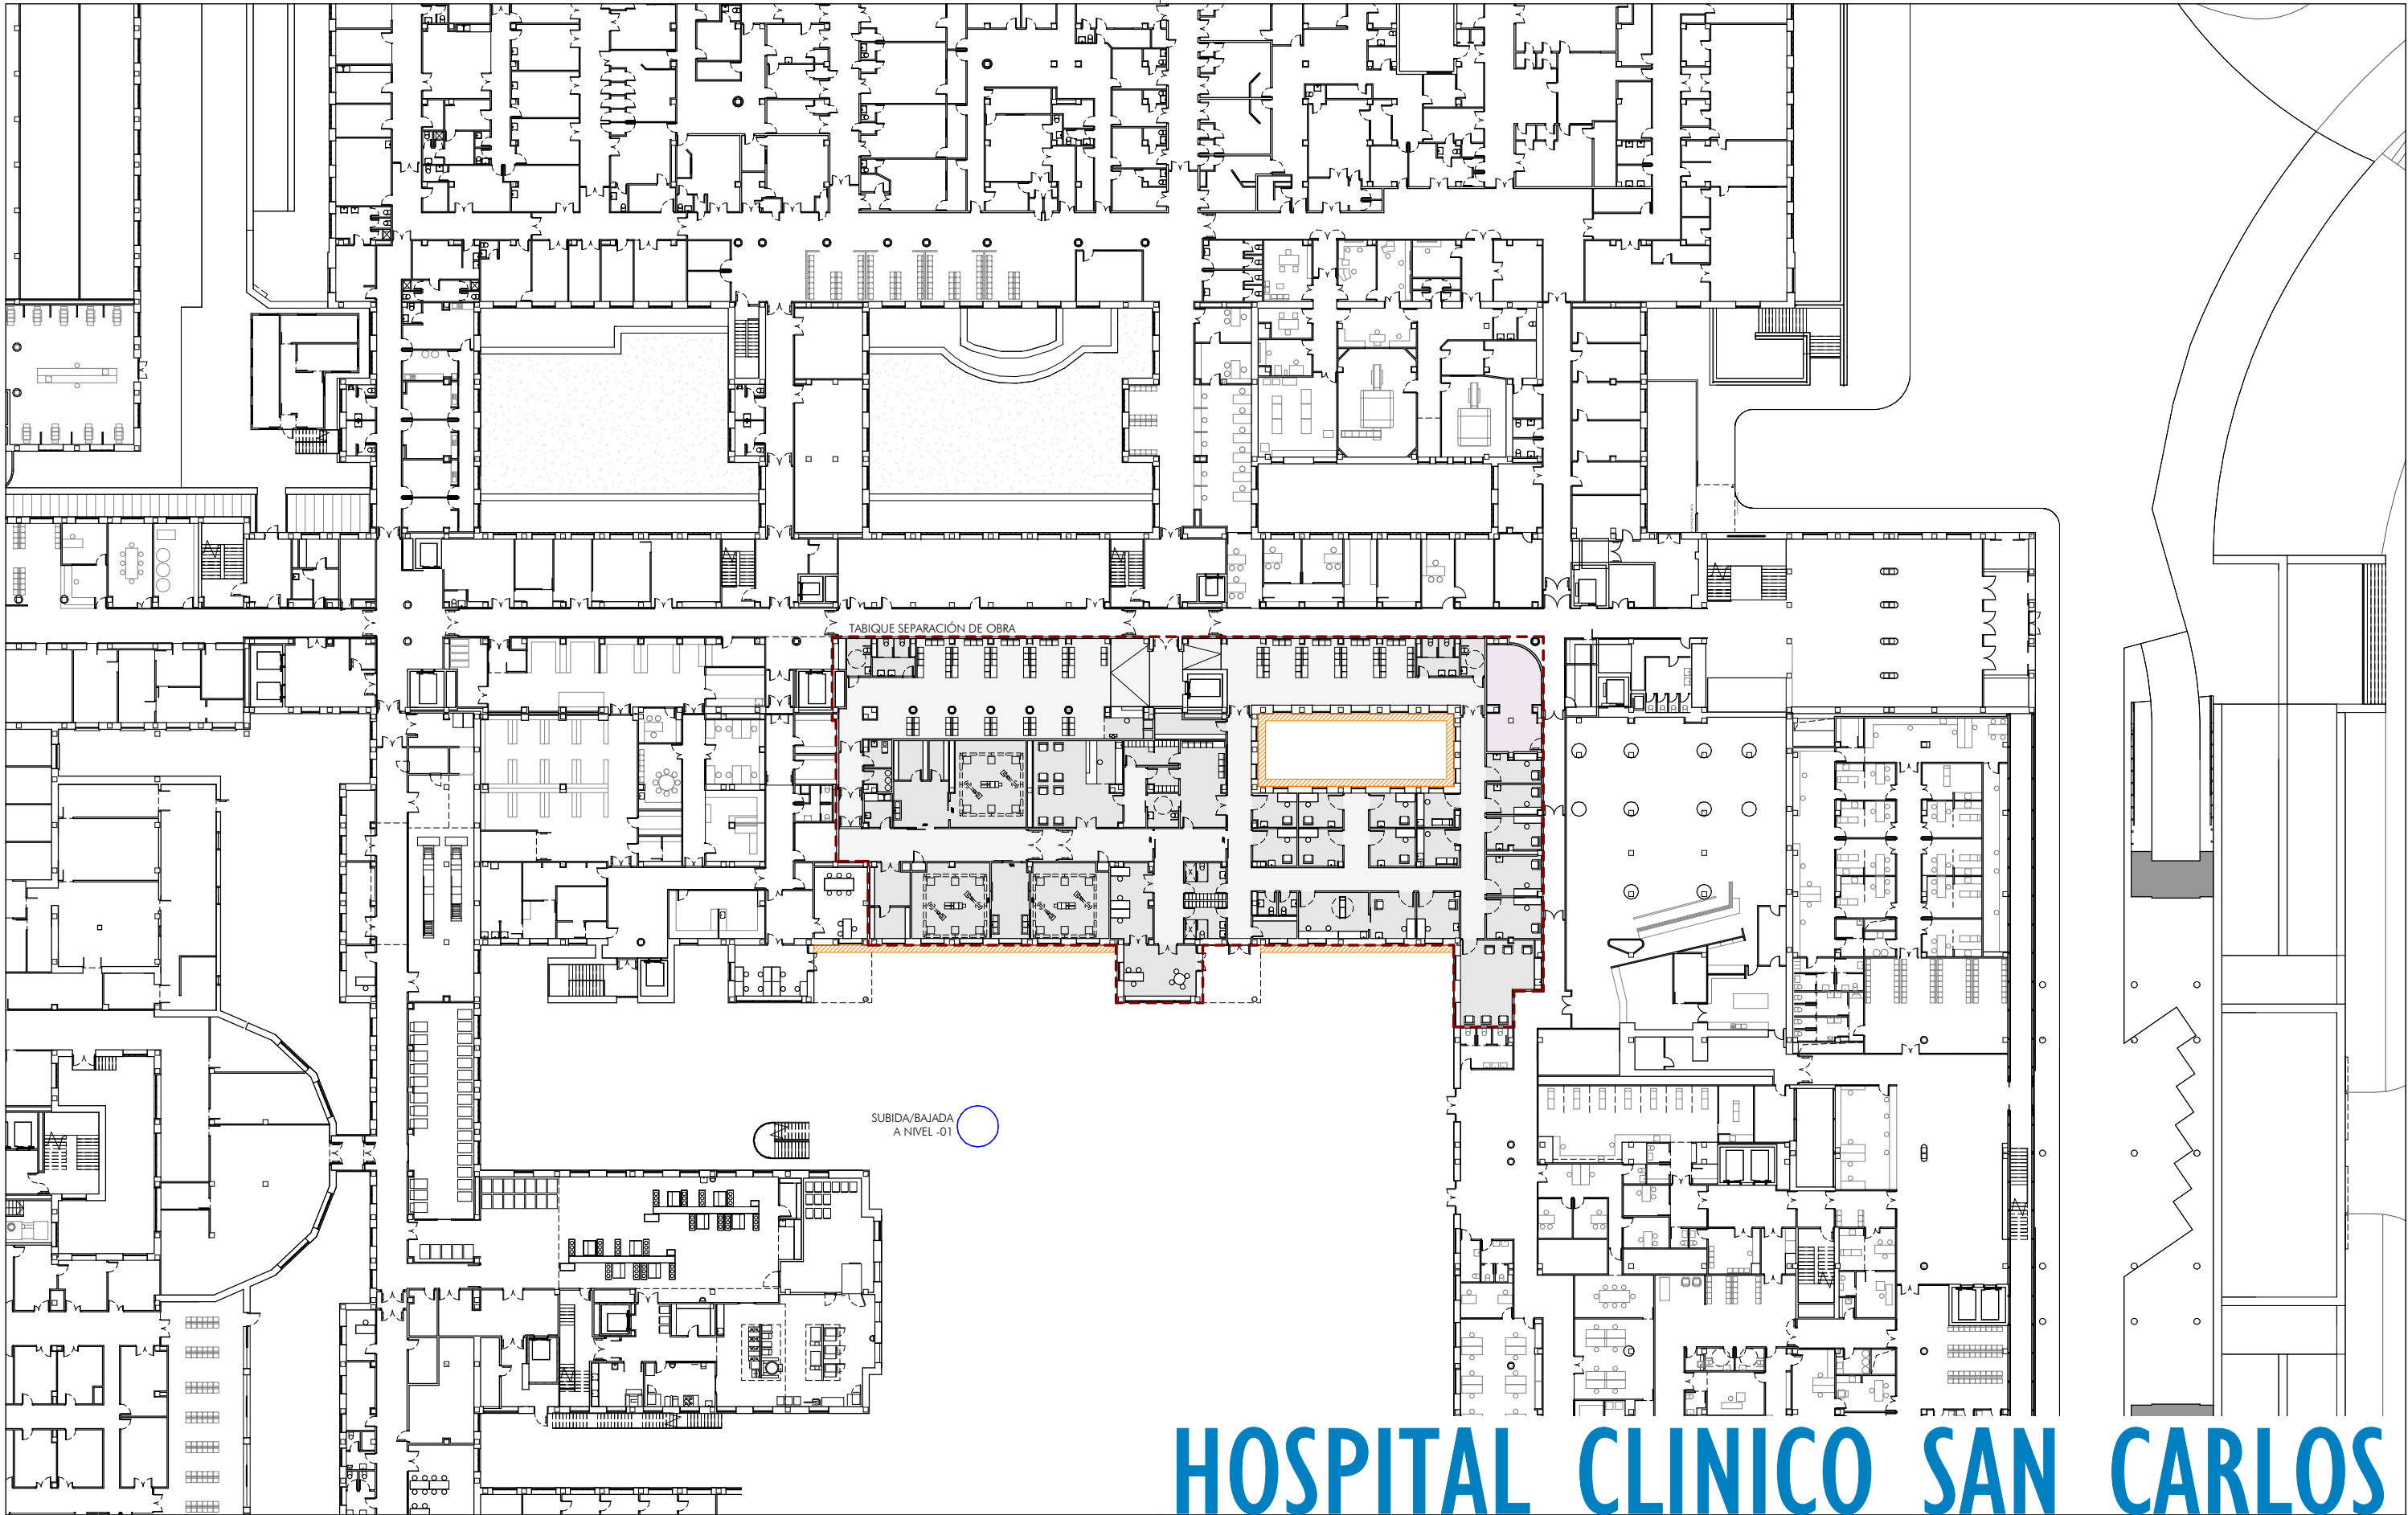 TABIQUE SEPARACIÓN DE OBRA
SUBIDA/BAJADA
A NIVEL -01
HOSPITAL CLINICO SAN CARLOS